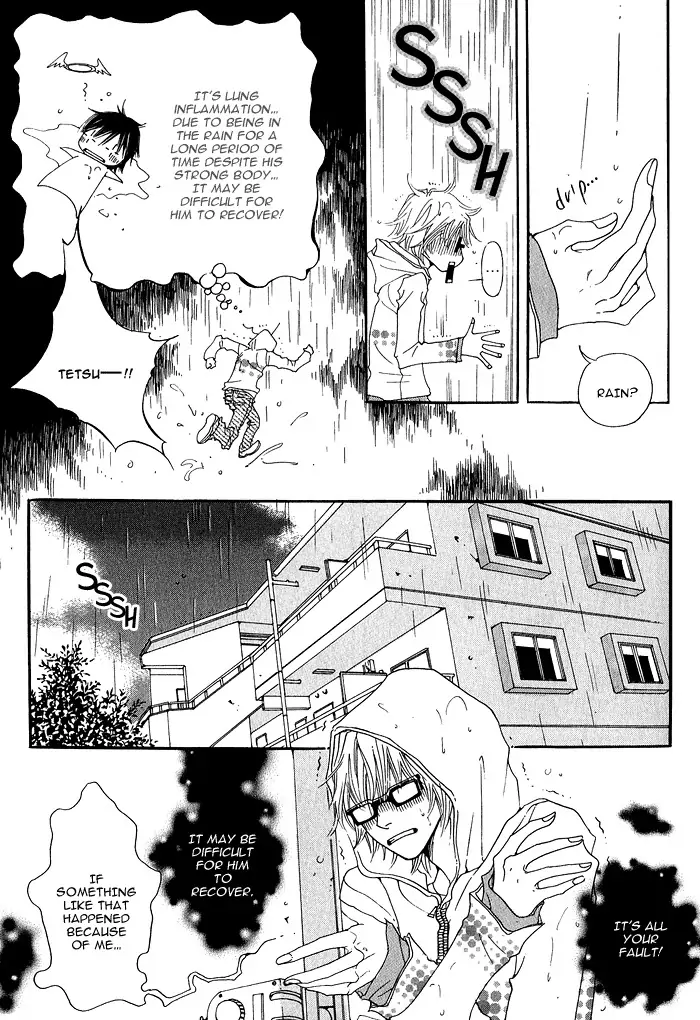 drip...
RAIN?
SSSSH
....
IT'S LUNG
INFLAMMATION...
DUE TO BEING IN
THE RAIN FOR A
LONG PERIOD OF
TIME DESPITE HIS
STRONG BODY...
IT MAY BE
DIFFICULT FOR
HIM TO RECOVER!
TETSU—!!
SSSH
IT'S ALL
YOUR
FAULT!
IT MAY BE
DIFFICULT
FOR HIM
TO
RECOVER.
IF
SOMETHING
LIKE THAT
HAPPENED
BECAUSE
OF ME...